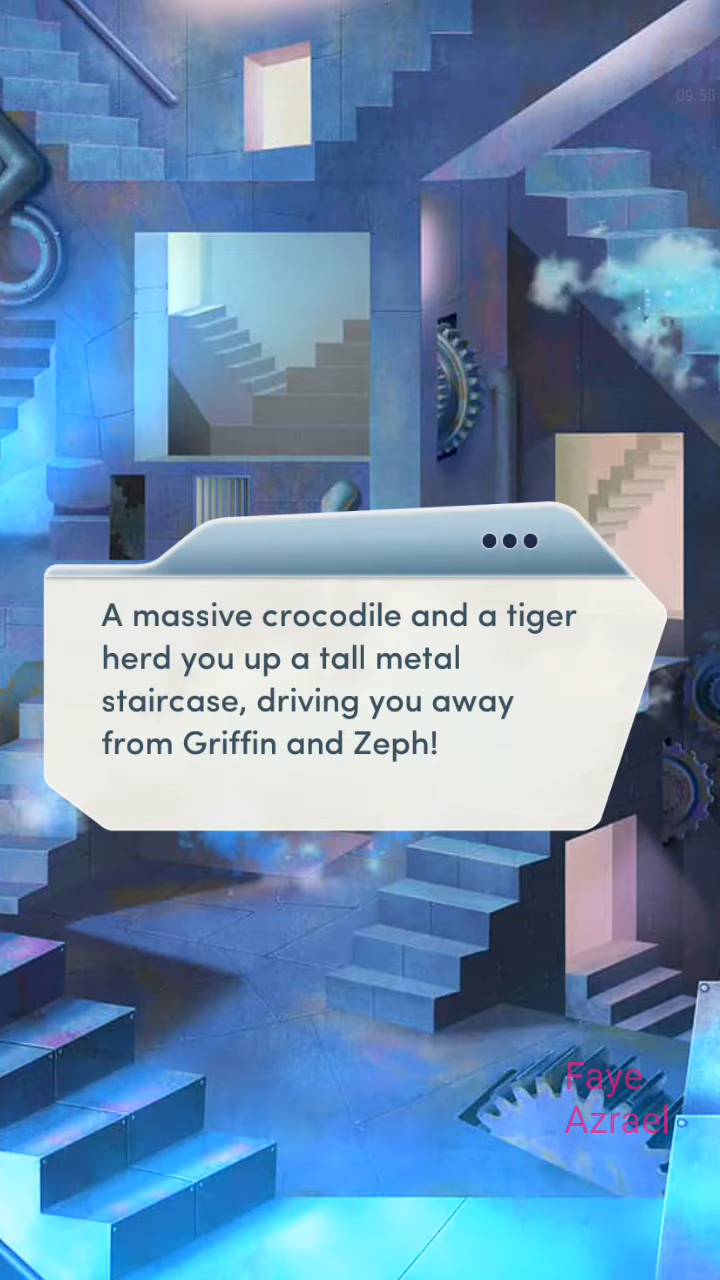 09:58
A massive crocodile and a tiger
herd you up a tall metal
staircase, driving you away
from Griffin and Zeph!
Faye
Azrael